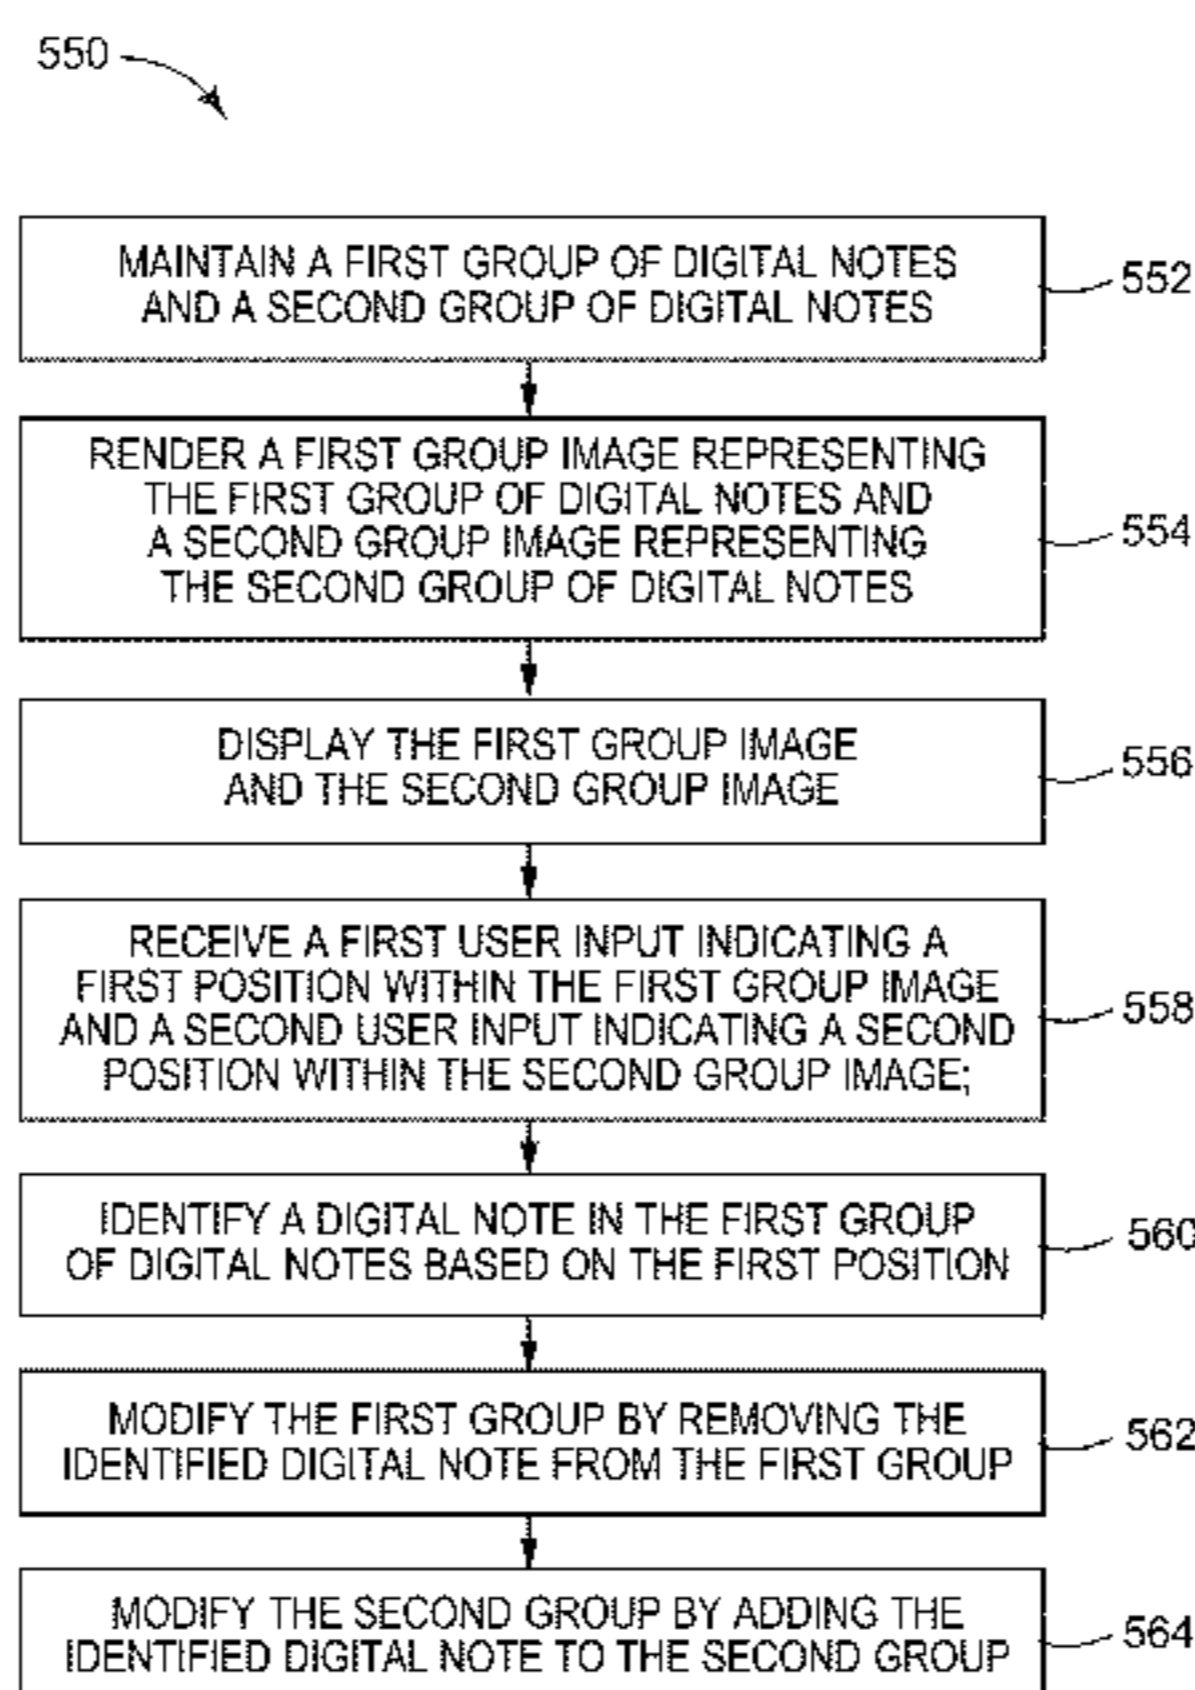 550
MAINTAIN A FIRST GROUP OF DIGITAL NOTES
AND A SECOND GROUP OF DIGITAL NOTES
552
RENDER A FIRST GROUP IMAGE REPRESENTING
THE FIRST GROUP OF DIGITAL NOTES AND
A SECOND GROUP IMAGE REPRESENTING
THE SECOND GROUP OF DIGITAL NOTES
554
DISPLAY THE FIRST GROUP IMAGE
AND THE SECOND GROUP IMAGE
556
RECEIVE A FIRST USER INPUT INDICATING A
FIRST POSITION WITHIN THE FIRST GROUP IMAGE
AND A SECOND USER INPUT INDICATING A SECOND
POSITION WITHIN THE SECOND GROUP IMAGE;
558
IDENTIFY A DIGITAL NOTE IN THE FIRST GROUP
OF DIGITAL NOTES BASED ON THE FIRST POSITION
560
MODIFY THE FIRST GROUP BY REMOVING THE
IDENTIFIED DIGITAL NOTE FROM THE FIRST GROUP
562
MODIFY THE SECOND GROUP BY ADDING THE
IDENTIFIED DIGITAL NOTE TO THE SECOND GROUP
564